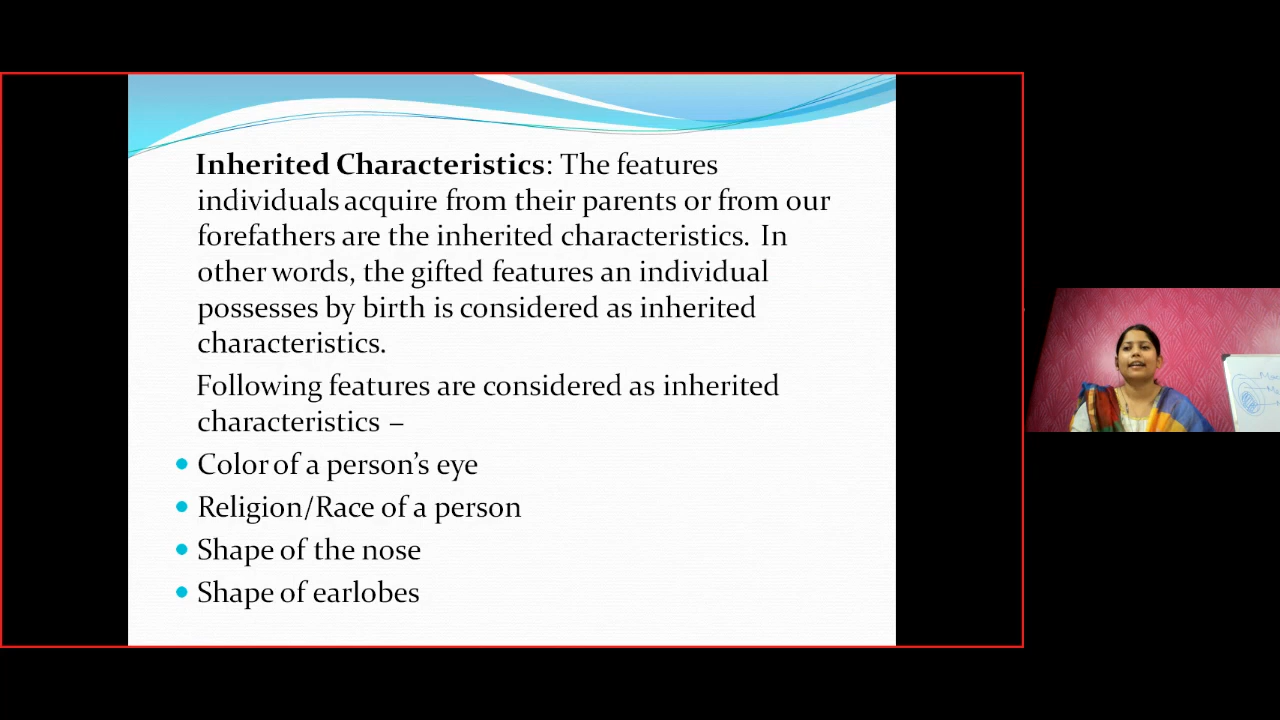 Inherited Characteristics: The features
individuals acquire from their parents or from our
forefathers are the inherited characteristics. In
other words, the gifted features an individual
possesses by birth is considered as inherited
characteristics.
Following features are considered as inherited
characteristics –
Color of a person's eye
Religion/Race of a person
Shape of the nose
Shape of earlobes